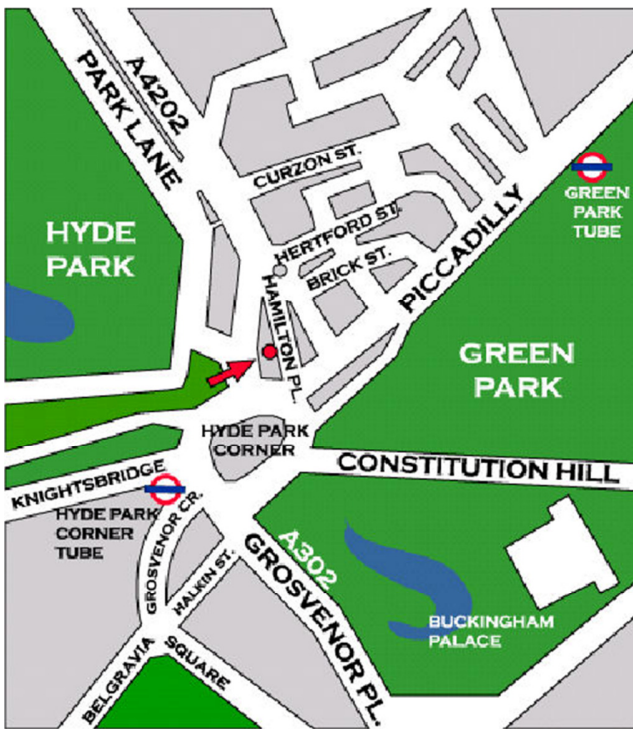 A4202
PARK LANE
CURZON ST.
GREEN
PARK
TUBE
HYDE
PARK
HERTFORD ST.
BRICK ST.
PICCADILLY
HAMILTON PL.
GREEN
PARK
HYDE PARK
CORNER
CONSTITUTION HILL
KNIGHTSBRIDGE
HYDE PARK
CORNER
TUBE
GROSVENOR CR.
A302
GROSVENOR PL.
HALKIN ST.
BUCKINGHAM
PALACE
BELGRAVIA
SQUARE